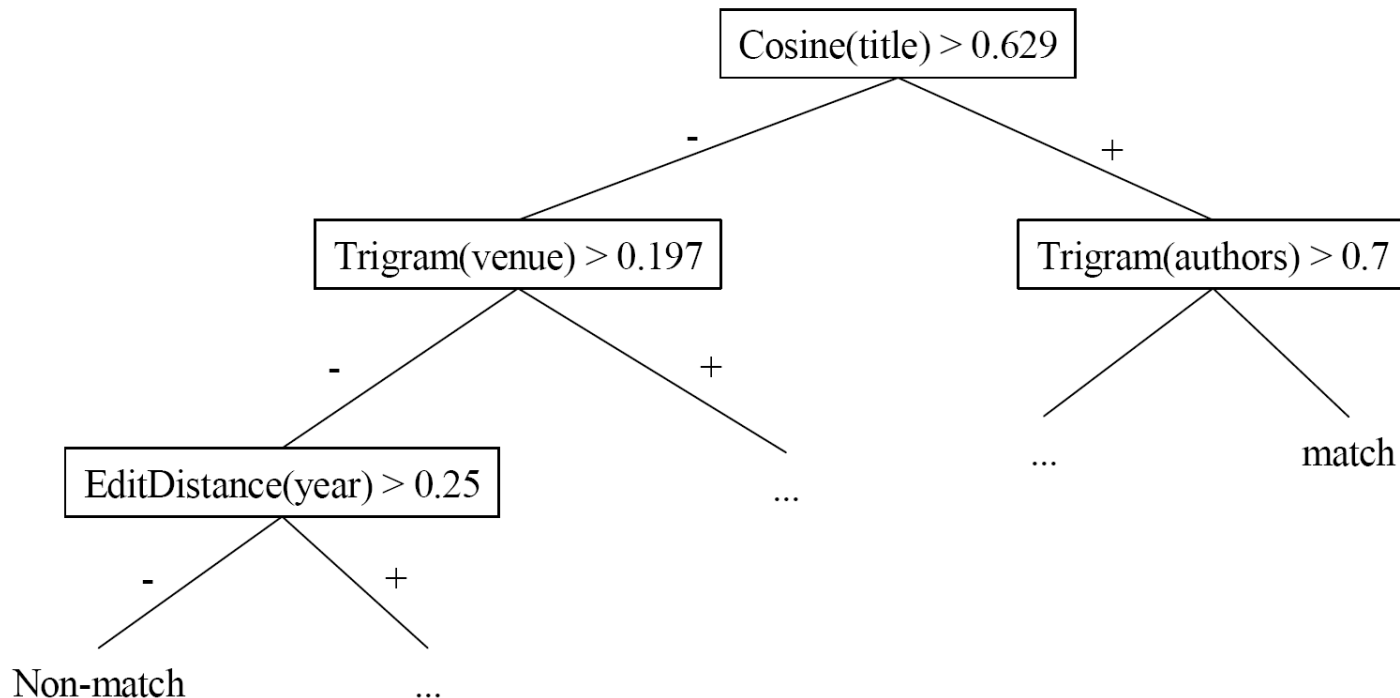 Cosine(title) > 0.629
-
+
Trigram(venue) > 0.197
Trigram(authors) > 0.7
-
+
...
...
match
EditDistance(year) > 0.25
-
+
Non-match
...